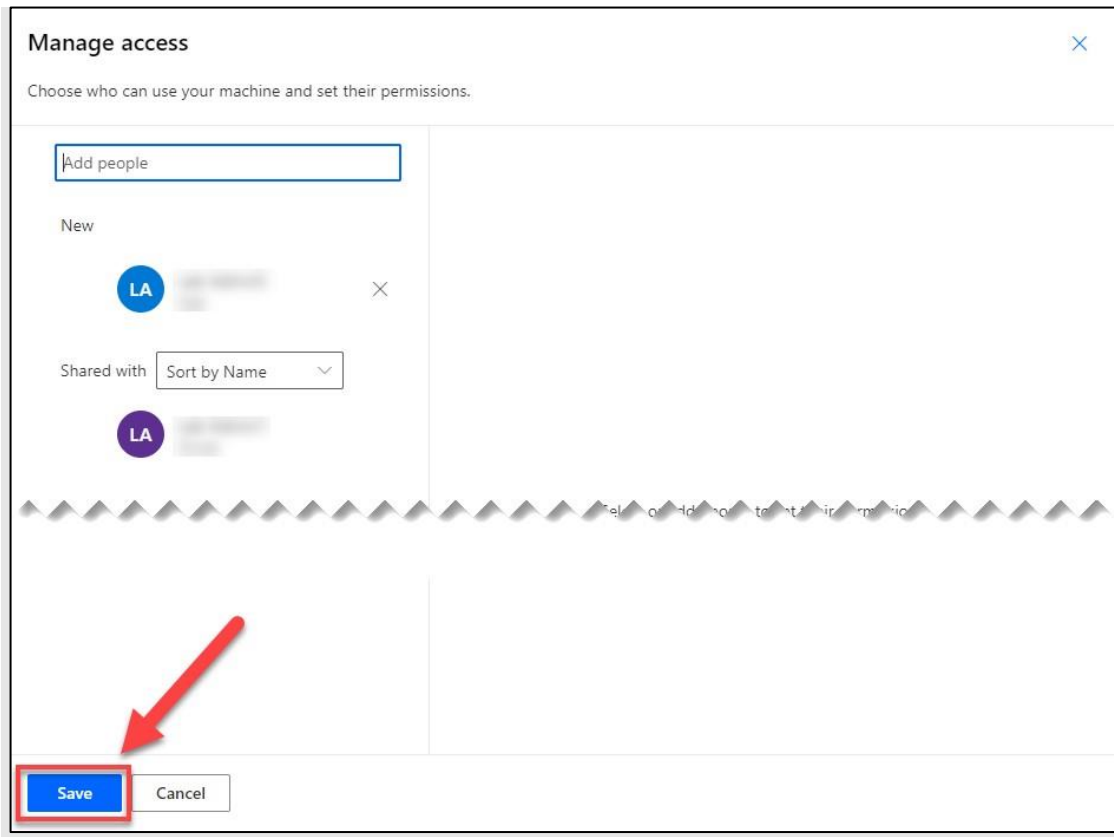 Manage access
Choose who can use your machine and set their permissions.
Add people
New
LA
Shared with Sort by Name
LA
Save Cancel